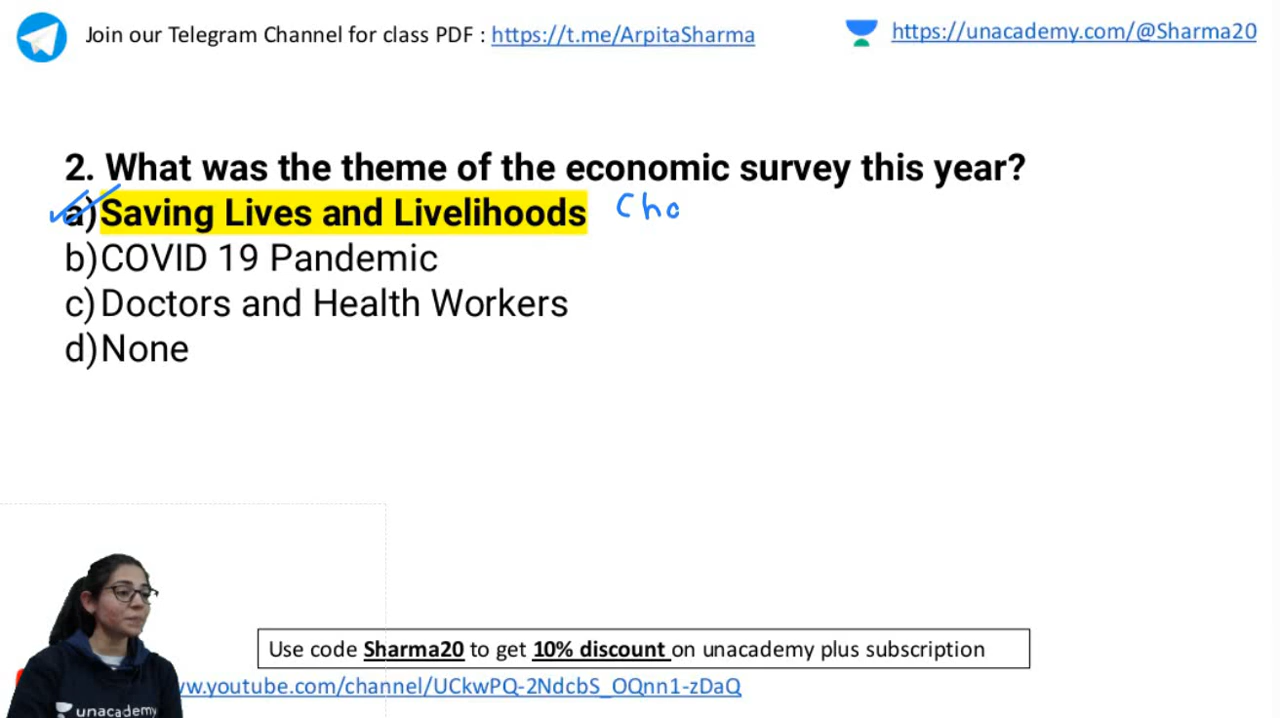 Join our Telegram Channel for class PDF : https://t.me/ArpitaSharma
https://unacademy.com/@Sharma20
2. What was the theme of the economic survey this year?
a)Saving Lives and Livelihoods Cha
b)COVID 19 Pandemic
c)Doctors and Health Workers
d)None
Use code Sharma20 to get 10% discount on unacademy plus subscription
ww.youtube.com/channel/UCkwPQ-2NdcbS_OQnn1-zDaQ
unacademy